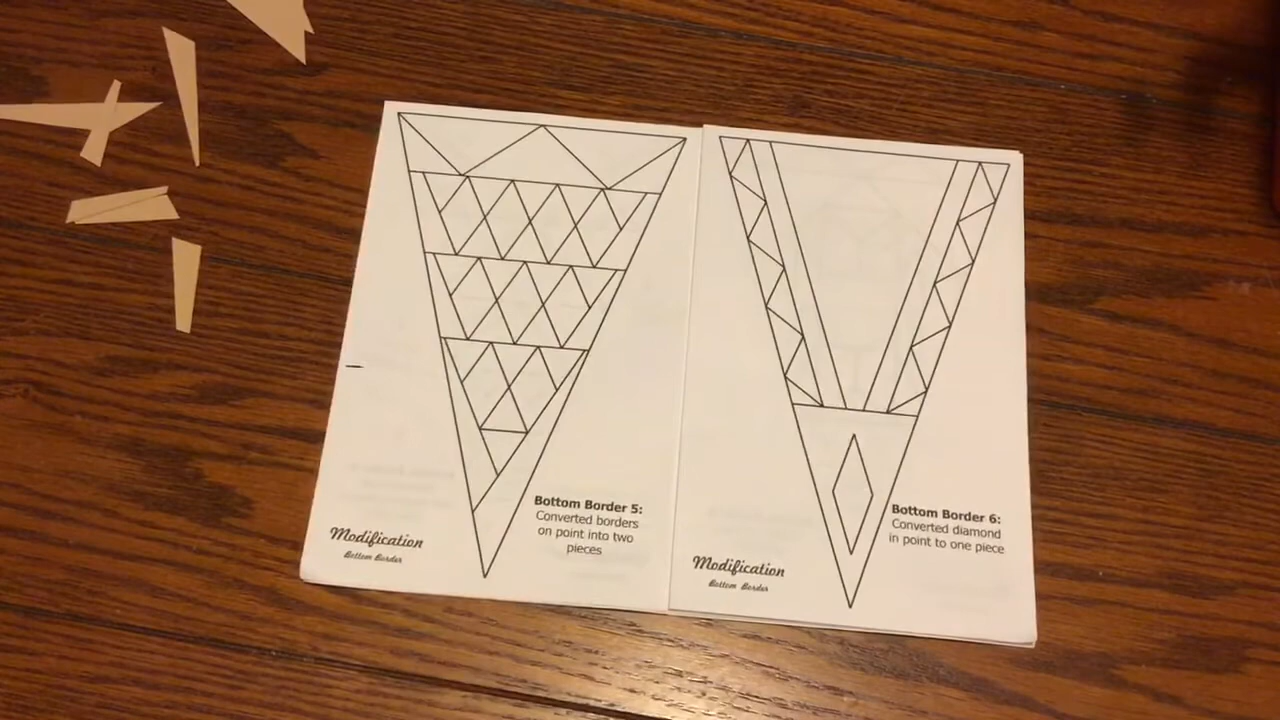 Bottom Border 5:
Converted borders
on point into two
pieces
Modification
Bottom Border
Bottom Border 6:
Converted diamond
in point to one piece
Modification
Bottom Border